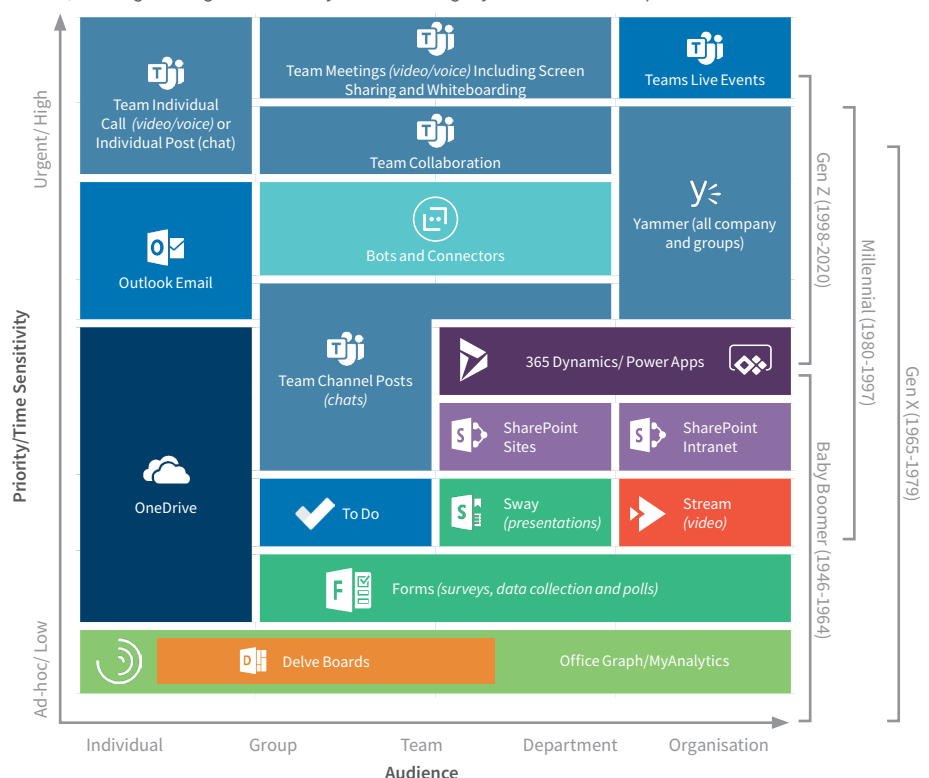 Team Meetings (video/voice) Including Screen
Sharing and Whiteboarding
Teams Live Events
Team Individual
Call (video/voice) or
Individual Post (chat)
Team Collaboration
Yammer (all company
and groups)
Bots and Connectors
Outlook Email
Team Channel Posts
(chats)
365 Dynamics/ Power Apps
SharePoint
Sites
SharePoint
Intranet
OneDrive
To Do
Sway
(presentations)
Stream
(video)
Forms (surveys, data collection and polls)
Delve Boards
Office Graph/MyAnalytics
Urgent/ High
Priority/Time Sensitivity
Ad-hoc/ Low
Gen Z (1998-2020)
Millennial (1980-1997)
Gen X (1965-1979)
Baby Boomer (1946-1964)
Individual
Group
Team
Department
Organisation
Audience